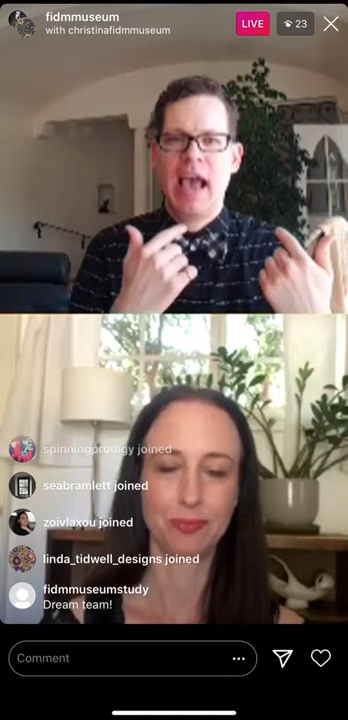 fidmmuseum
with christinafidmmuseum
LIVE
23
spinningprodigy joined
seabramlett joined
zoivlaxou joined
linda_tidwell_designs joined
fidmmuseumstudy
Dream team!
Comment